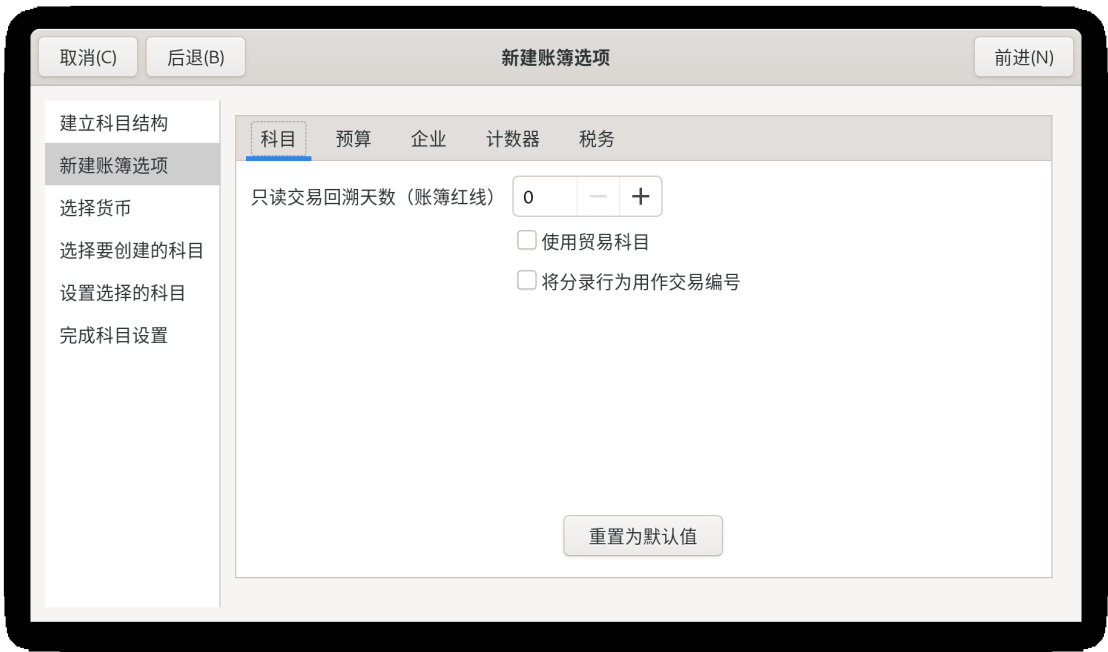 取消(C)
后退(B)
新建账簿选项
前进(N)
建立科目结构
新建账簿选项
选择货币
选择要创建的科目
设置选择的科目
完成科目设置
科目 预算 企业 计数器 税务
只读交易回溯天数（账簿红线） 0
使用贸易科目
将分录行为用作交易编号
重置为默认值